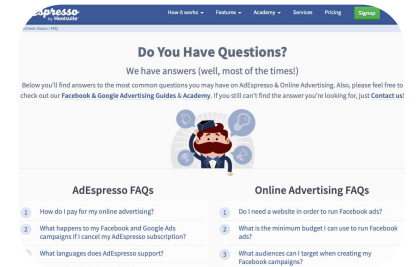 by Hootsuite
How it works
Features
Academy
Services
Pricing
Signup
Home / FAQ
Do You Have Questions?
We have answers (well, most of the times!)
Below you'll find answers to the most common questions you may have on AdEspresso & Online Advertising. Also, please feel free to
check out our Facebook & Google Advertising Guides & Academy. If you still can't find the answer you're looking for, just Contact us!
AdEspresso FAQs
1 How do I pay for my online advertising?
2 What happens to my Facebook and Google Ads
campaigns if I cancel my AdEspresso subscription?
What languages does AdEspresso support?
Online Advertising FAQs
1 Do I need a website in order to run Facebook ads?
2 What is the minimum budget I can use to run Facebook
ads?
3 What audiences can I target when creating my
Facebook campaigns?